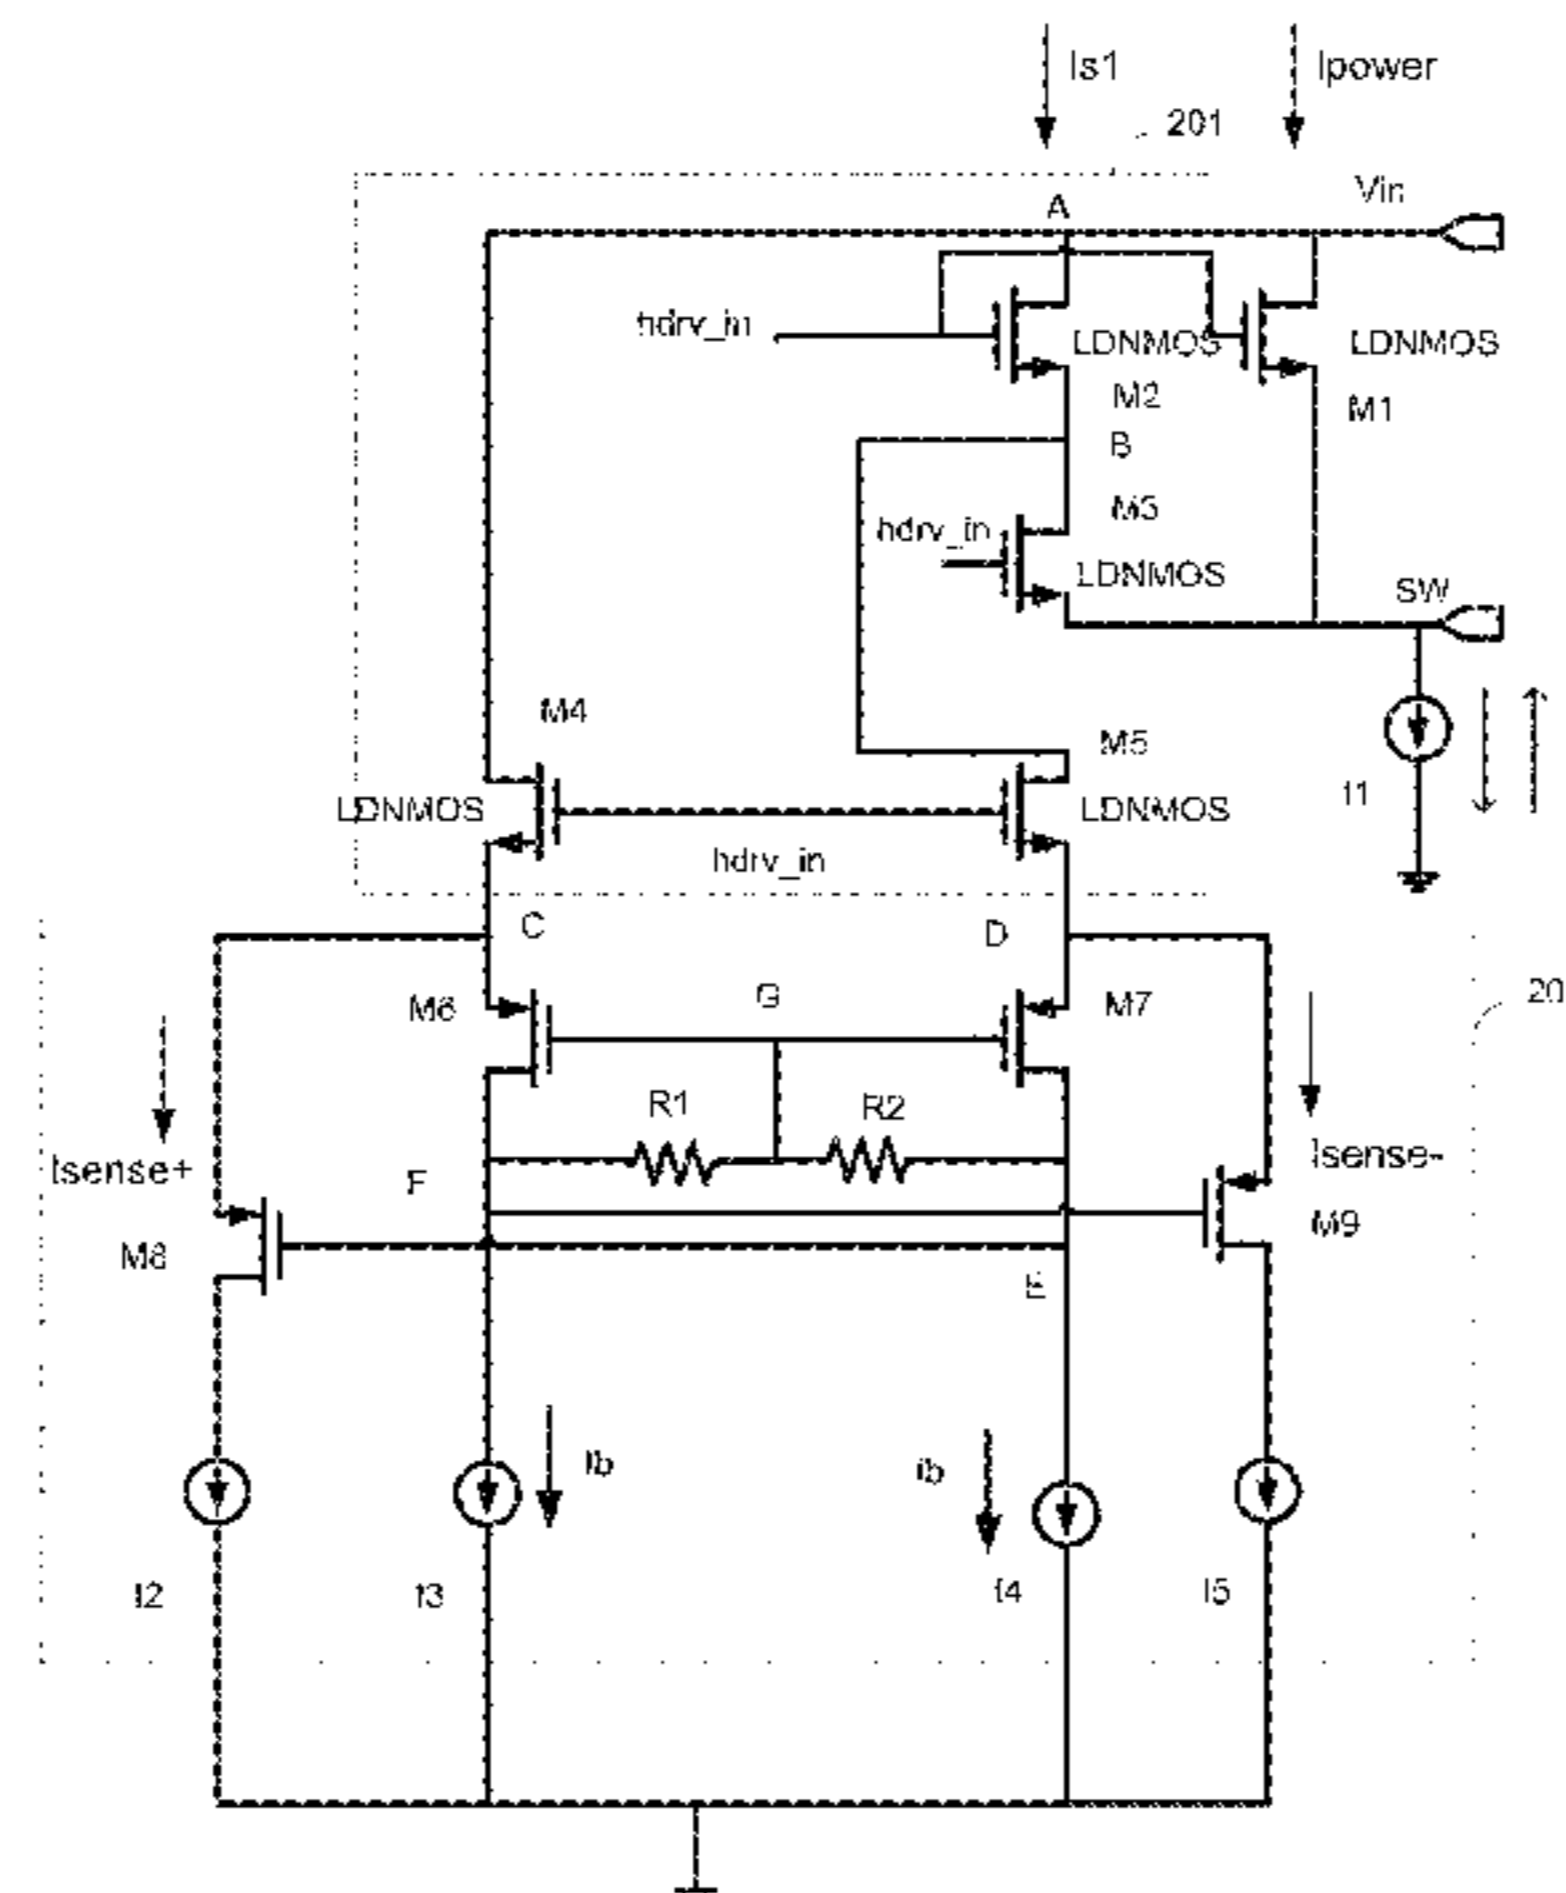 Is1
Ipower
201
A
Vin
hdrv_in
LDNMOS
LDNMOS
M2
M1
B
M3
hdrv_in
LDNMOS
SW
M4
M5
LDNMOS
LDNMOS
I1
hdrv_in
C
D
20
M6
G
M7
R1
R2
Isense+
F
Isense-
M8
M9
E
Ib
ib
I2
I3
I4
I5